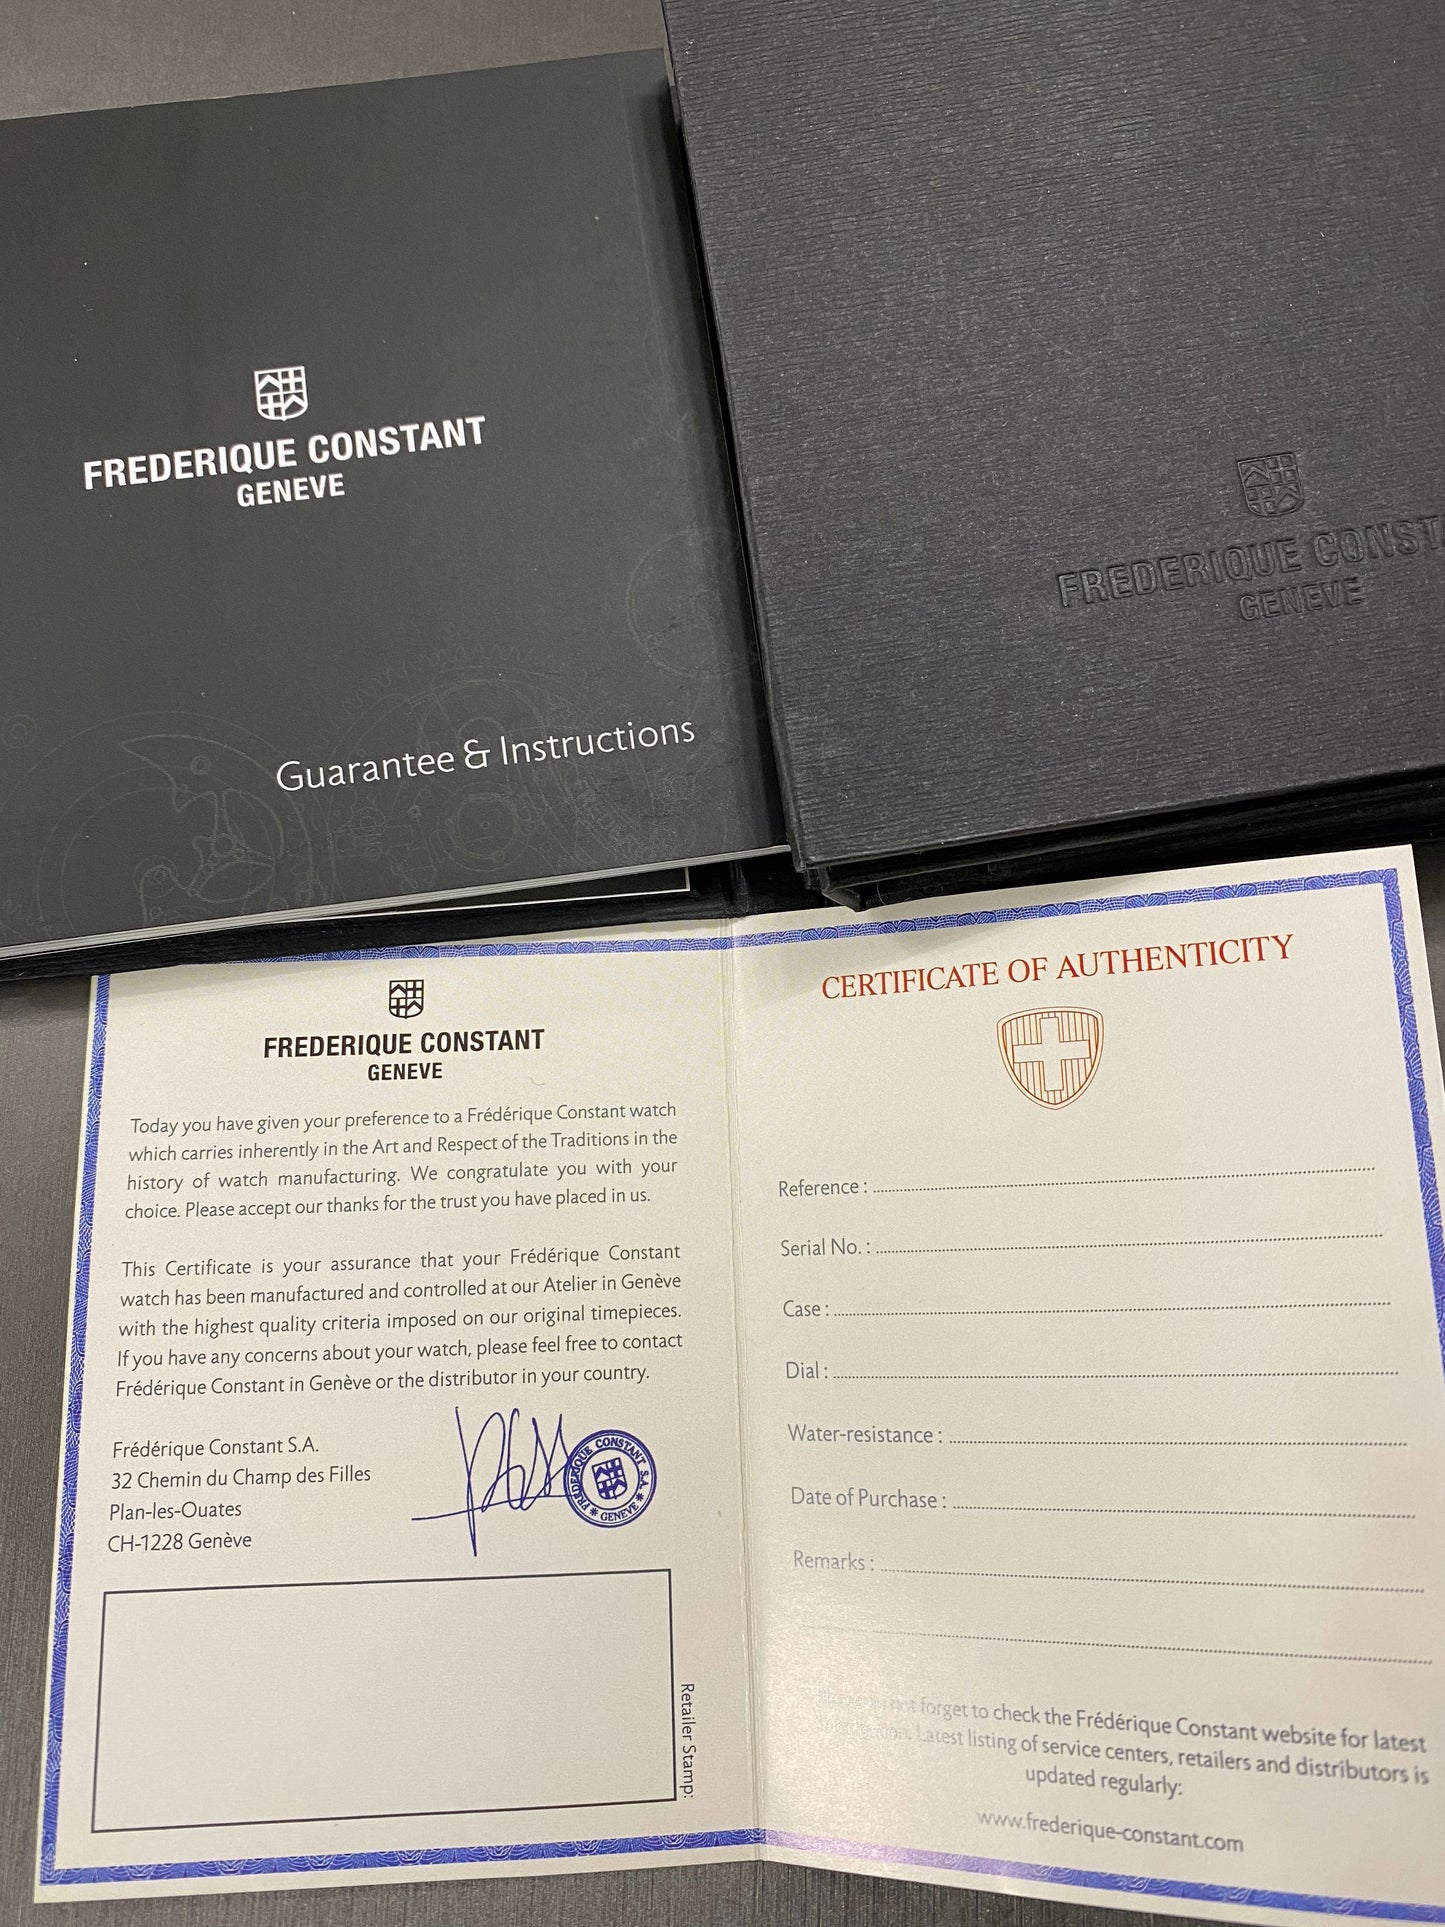 FREDERIQUE CONSTANT
GENEVE
Guarantee & Instructions
FREDERIQUE CONST
GENEVE
FREDERIQUE CONSTANT
GENEVE
Today you have given your preference to a Frédérique Constant watch
which carries inherently in the Art and Respect of the Traditions in the
history of watch manufacturing. We congratulate you with your
choice. Please accept our thanks for the trust you have placed in us.
This Certificate is your assurance that your Frédérique Constant
watch has been manufactured and controlled at our Atelier in Genève
with the highest quality criteria imposed on our original timepieces.
If you have any concerns about your watch, please feel free to contact
Frédérique Constant in Genève or the distributor in your country.
Frédérique Constant S.A.
32 Chemin du Champ des Filles
Plan-les-Ouates
CH-1228 Genève
FREDERIQUE CONSTANT S.A.
GENEVE
Retailer Stamp:
CERTIFICATE OF AUTHENTICITY
Reference :
Serial No. :
Case :
Dial :
Water-resistance :
Date of Purchase :
Remarks :
not forget to check the Frédérique Constant website for latest
Latest listing of service centers, retailers and distributors is
updated regularly:
www.frederique-constant.com